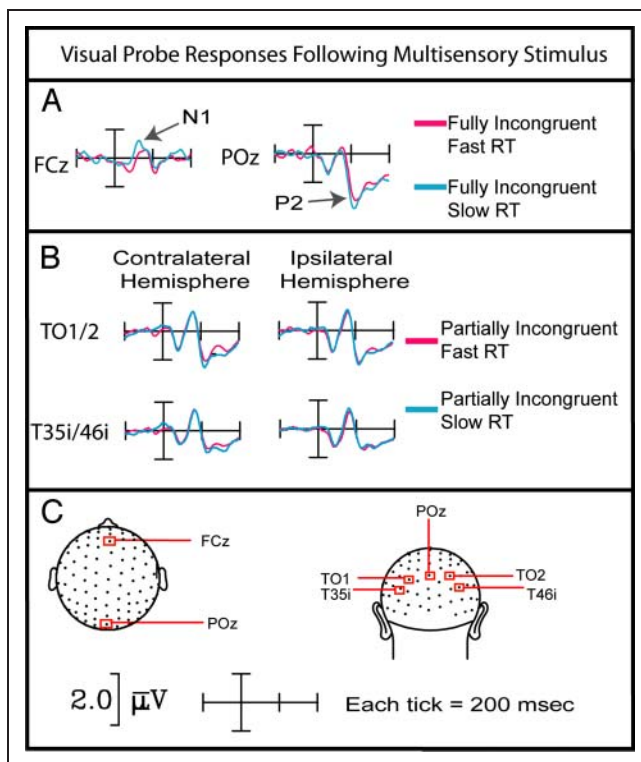 Visual Probe Responses Following Multisensory Stimulus
A
N1
FCz
POz
P2
Fully Incongruent
Fast RT
Fully Incongruent
Slow RT
B
Contralateral
Hemisphere
Ipsilateral
Hemisphere
TO1/2
T35i/46i
Partially Incongruent
Fast RT
Partially Incongruent
Slow RT
C
FCz
POz
POz
TO1
TO2
T35i
T46i
2.0 μV
Each tick = 200 msec